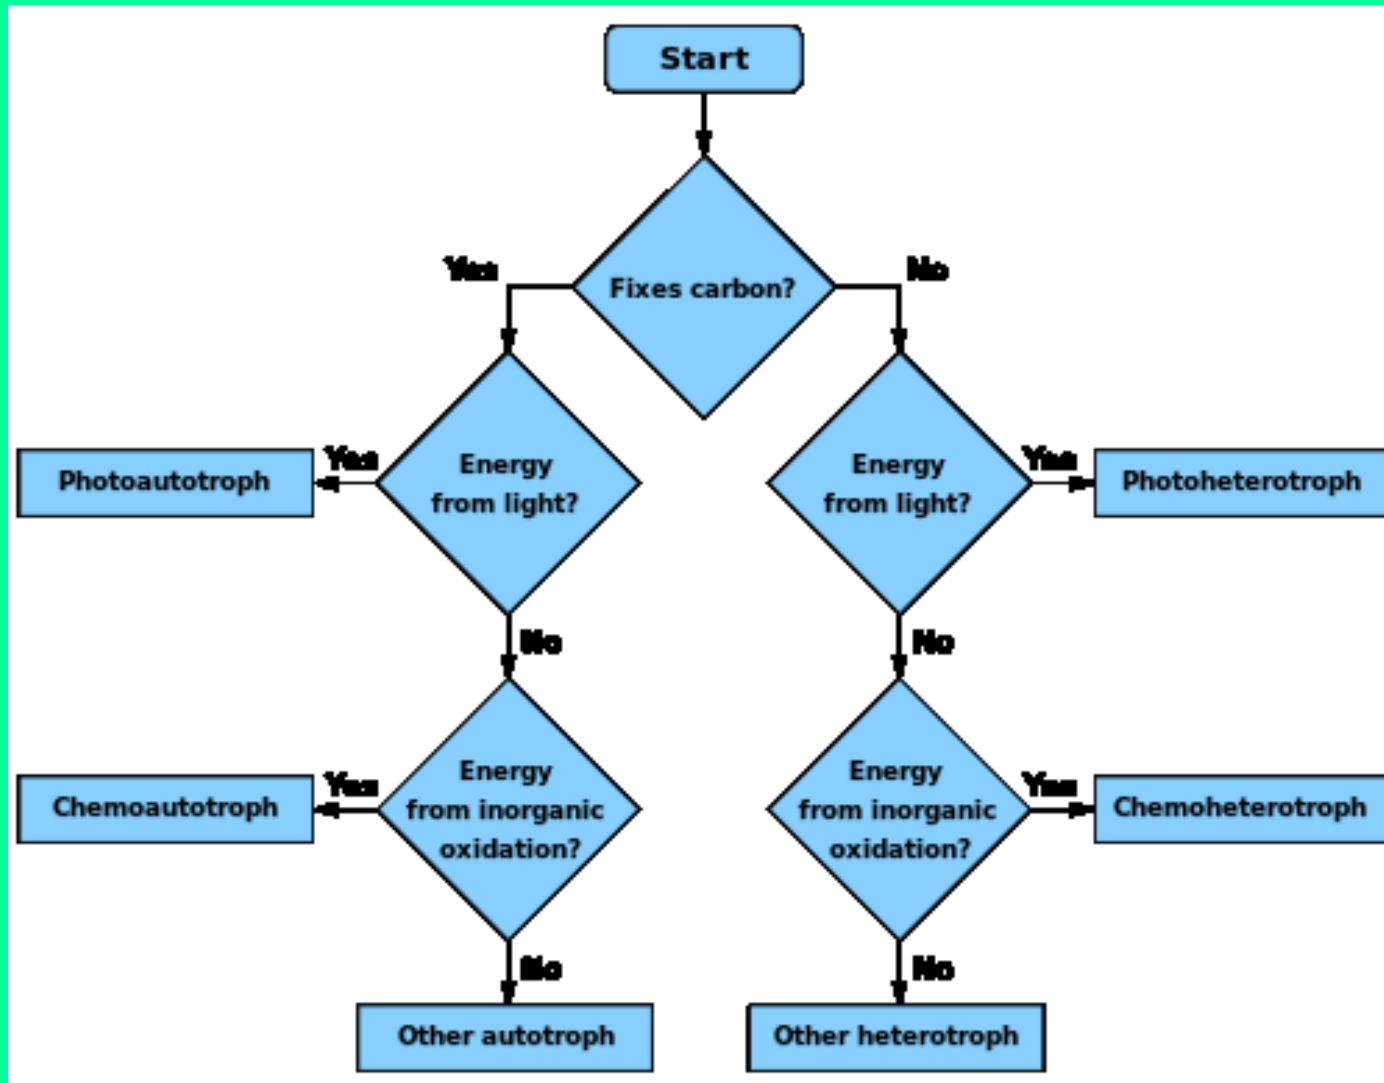 Start
Fixes carbon?
Yes
No
Energy
from light?
Energy
from light?
Yes
Photoautotroph
Yes
Photoheterotroph
No
No
Energy
from inorganic
oxidation?
Energy
from inorganic
oxidation?
Yes
Chemoautotroph
Yes
Chemoheterotroph
No
No
Other autotroph
Other heterotroph